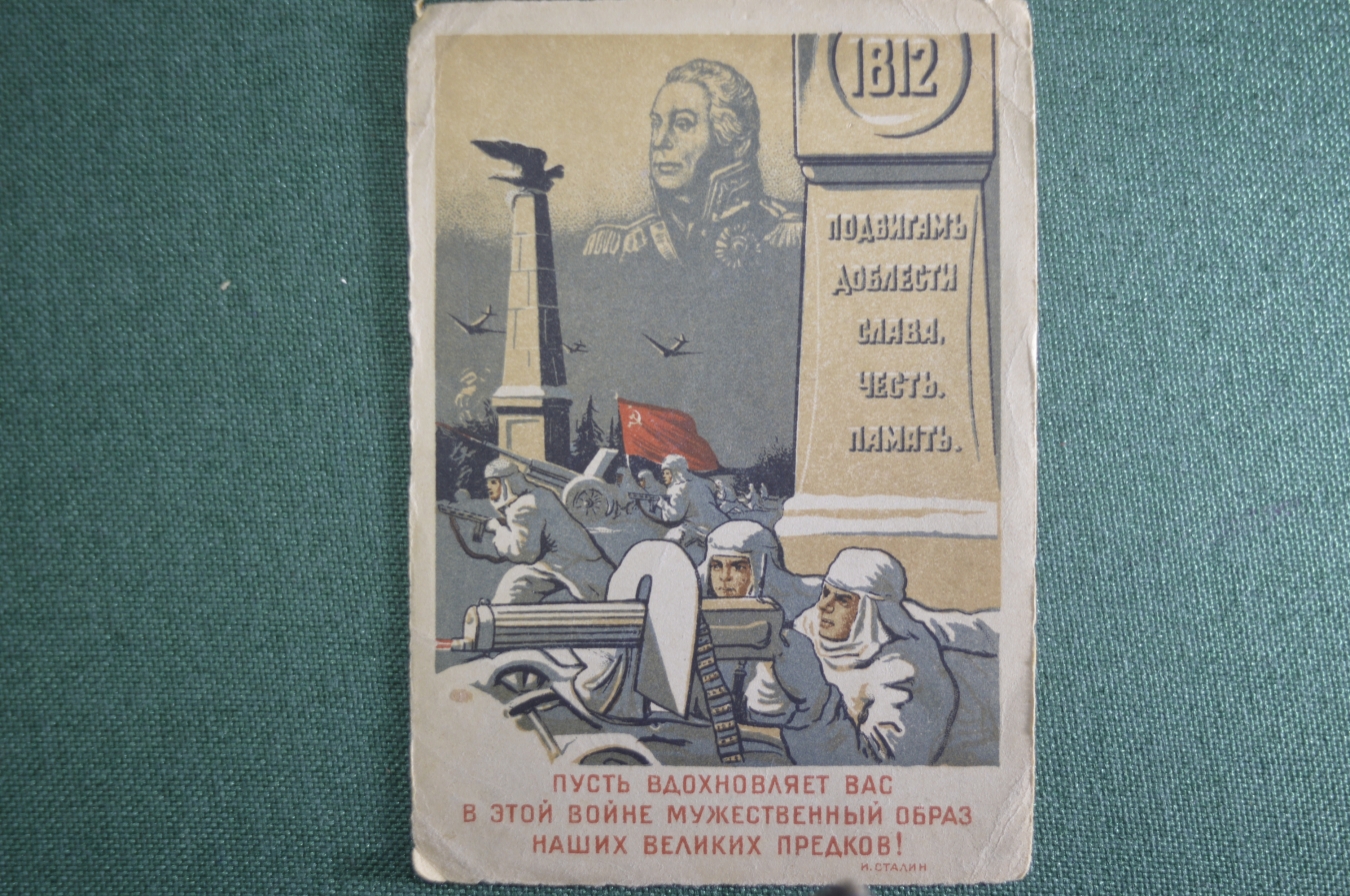 1812
ПОДВИГАМЪ
ДОБЛЕСТИ
СЛАВА,
ЧЕСТЬ.
ПАМЯТЬ.
ПУСТЬ ВДОХНОВЛЯЕТ ВАС
В ЭТОЙ ВОЙНЕ МУЖЕСТВЕННЫЙ ОБРАЗ
НАШИХ ВЕЛИКИХ ПРЕДКОВ!
И. СТАЛИН